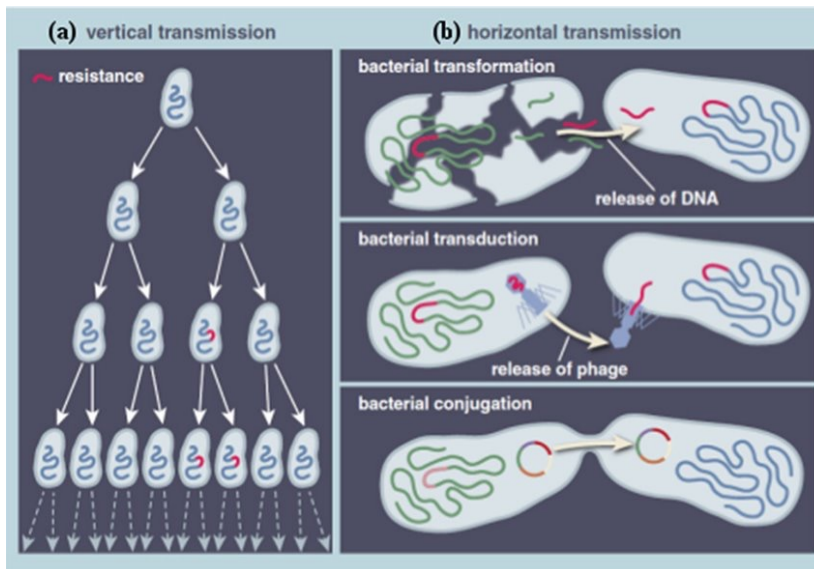 (a) vertical transmission
resistance
(b) horizontal transmission
bacterial transformation
release of DNA
bacterial transduction
release of phage
bacterial conjugation